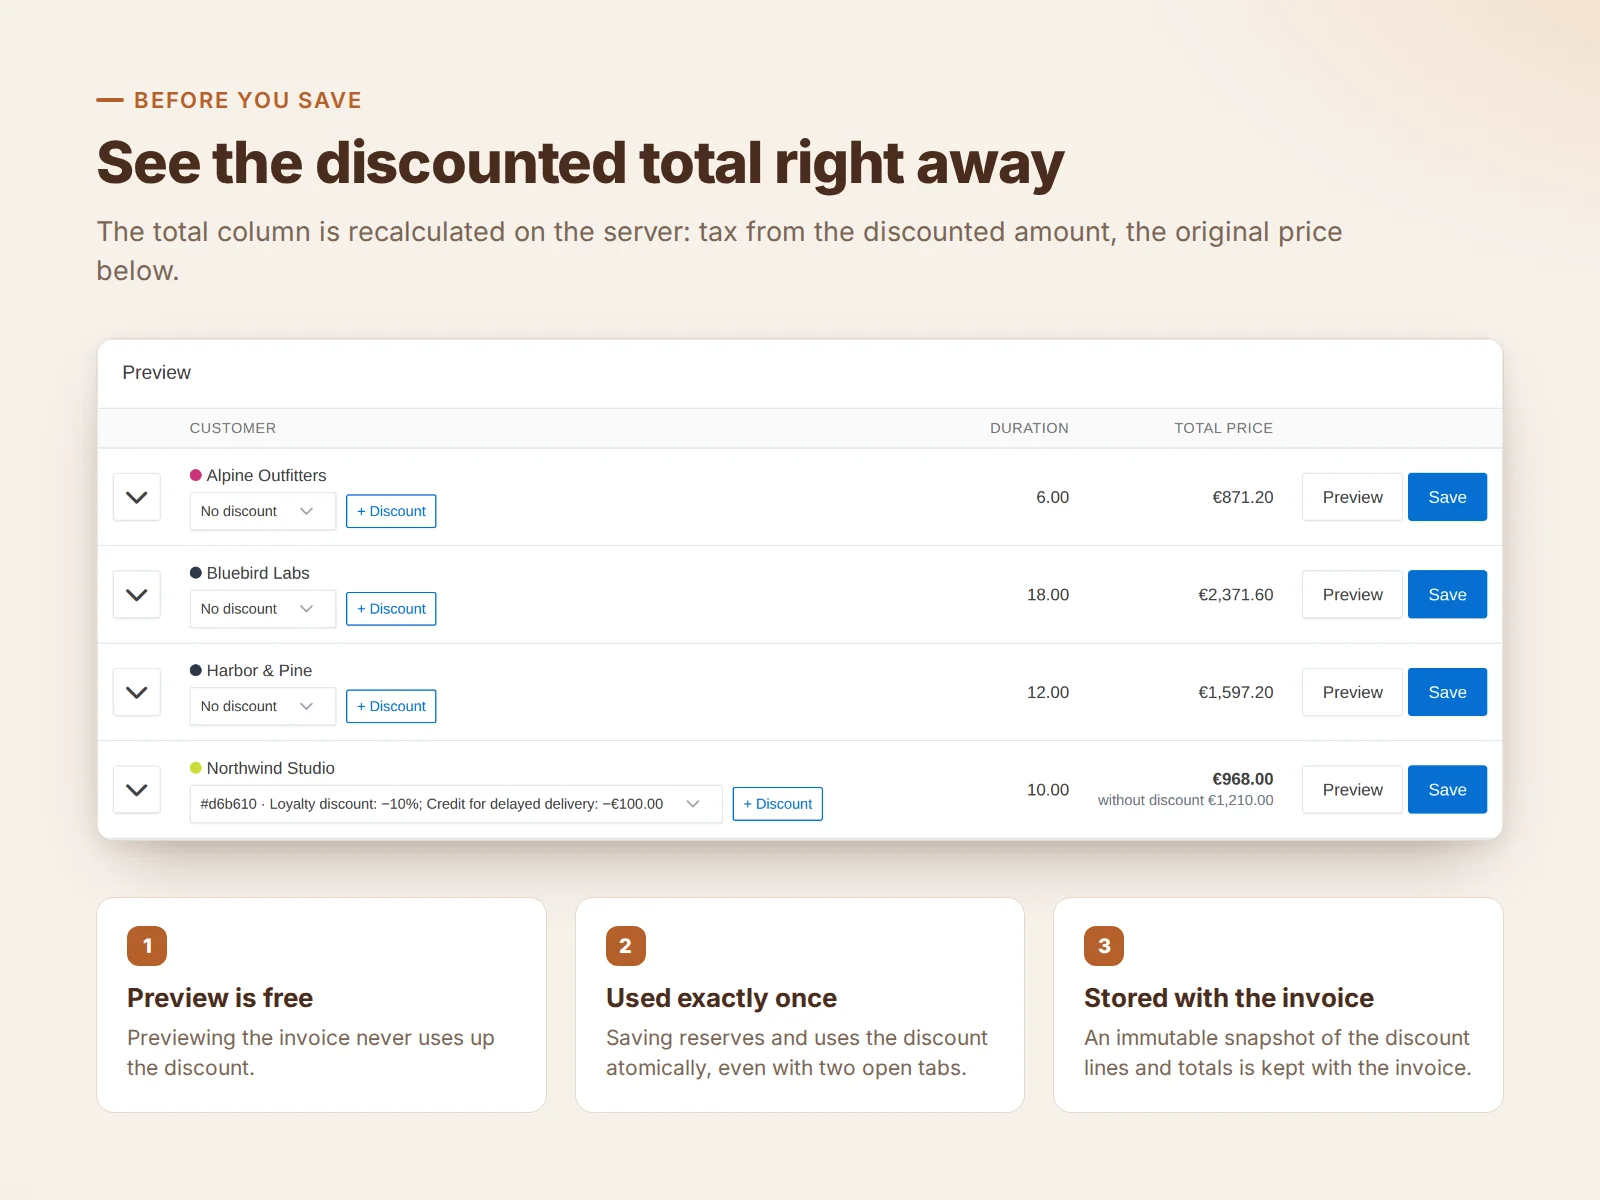 BEFORE YOU SAVE
See the discounted total right away
The total column is recalculated on the server: tax from the discounted amount, the original price
below.
Preview
CUSTOMER DURATION TOTAL PRICE
Alpine Outfitters
No discount + Discount 6.00 €871.20 Preview Save
Bluebird Labs
No discount + Discount 18.00 €2,371.60 Preview Save
Harbor & Pine
No discount + Discount 12.00 €1,597.20 Preview Save
Northwind Studio
#d6b610 · Loyalty discount: −10%; Credit for delayed delivery: −€100.00 + Discount 10.00 €968.00 Preview Save
without discount €1,210.00
1
Preview is free
Previewing the invoice never uses up
the discount.
2
Used exactly once
Saving reserves and uses the discount
atomically, even with two open tabs.
3
Stored with the invoice
An immutable snapshot of the discount
lines and totals is kept with the invoice.